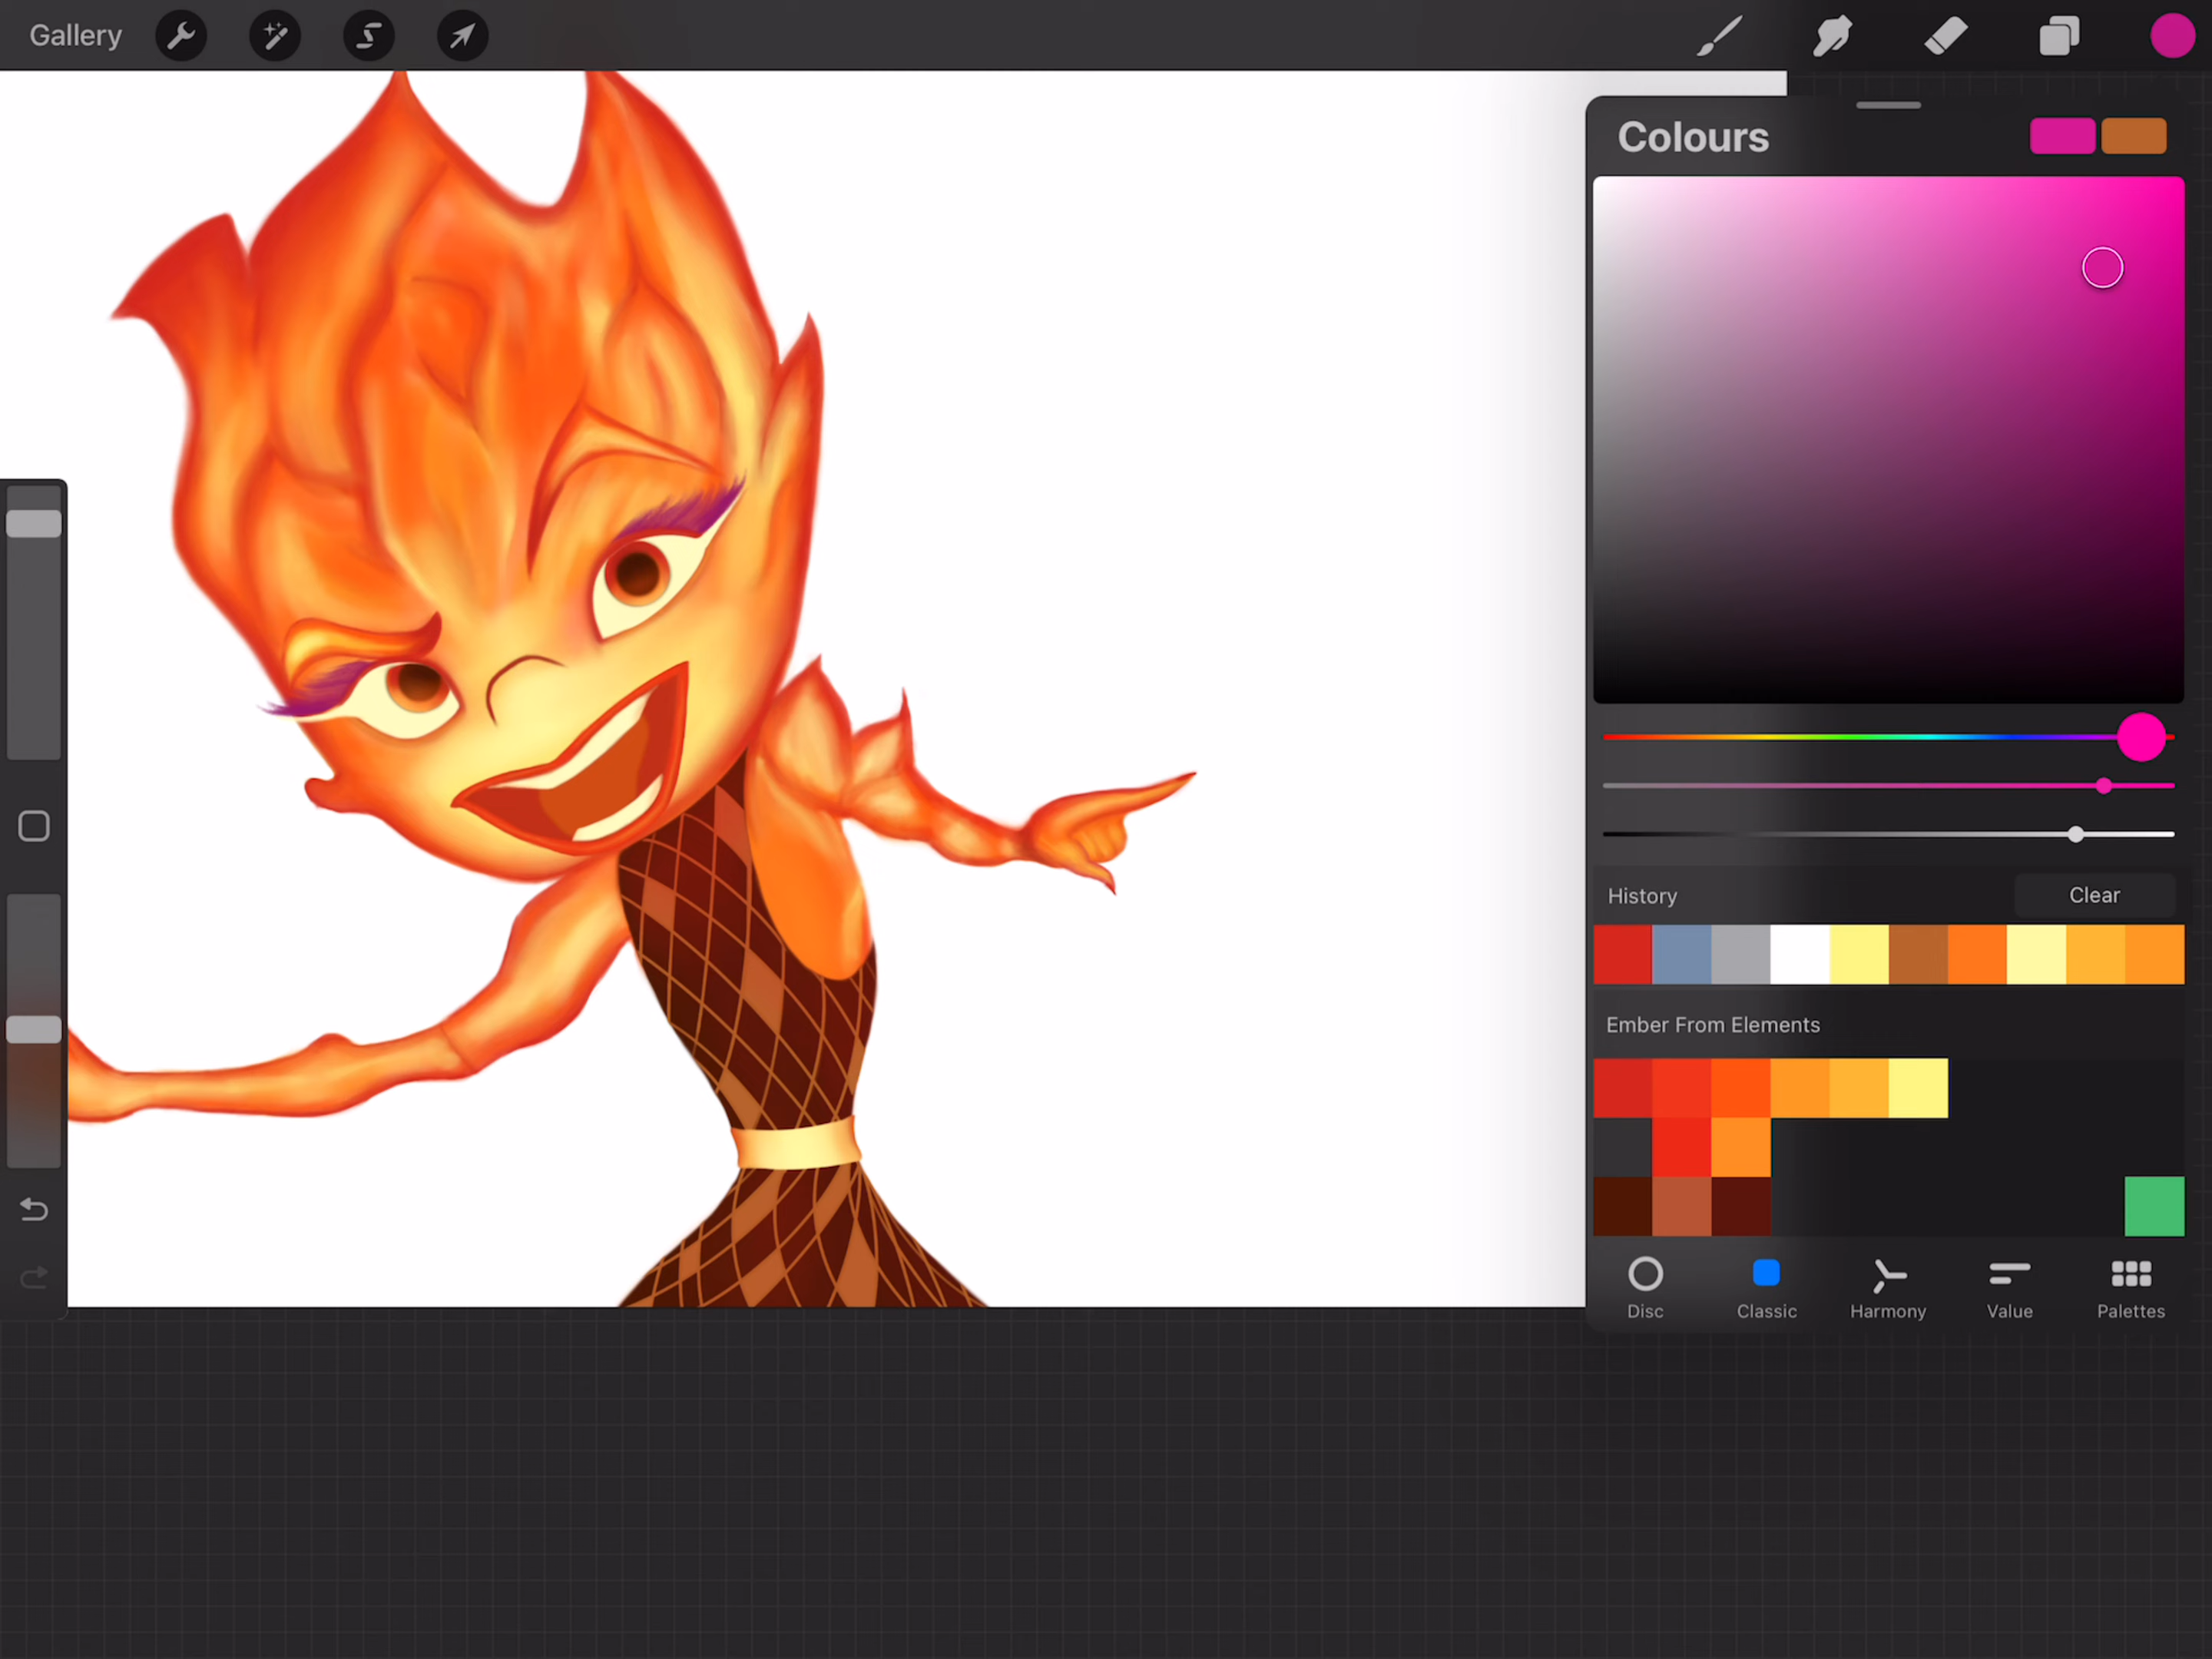 Gallery
Colours
History
Clear
Ember From Elements
Disc
Classic
Harmony
Value
Palettes